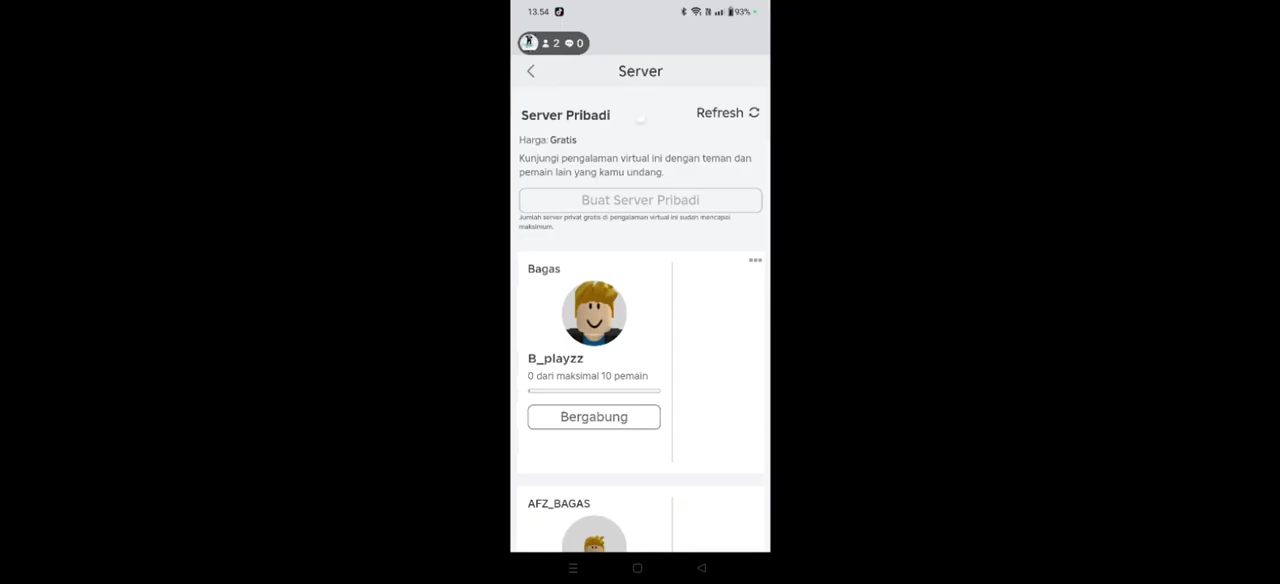 13.54
93%
2 0
Server
Server Pribadi
Refresh
Harga: Gratis
Kunjungi pengalaman virtual ini dengan teman dan
pemain lain yang kamu undang.
Buat Server Pribadi
Jumlah server privat gratis di pengalaman virtual ini sudah mencapai
maksimum.
Bagas
B_playzz
0 dari maksimal 10 pemain
Bergabung
AFZ_BAGAS